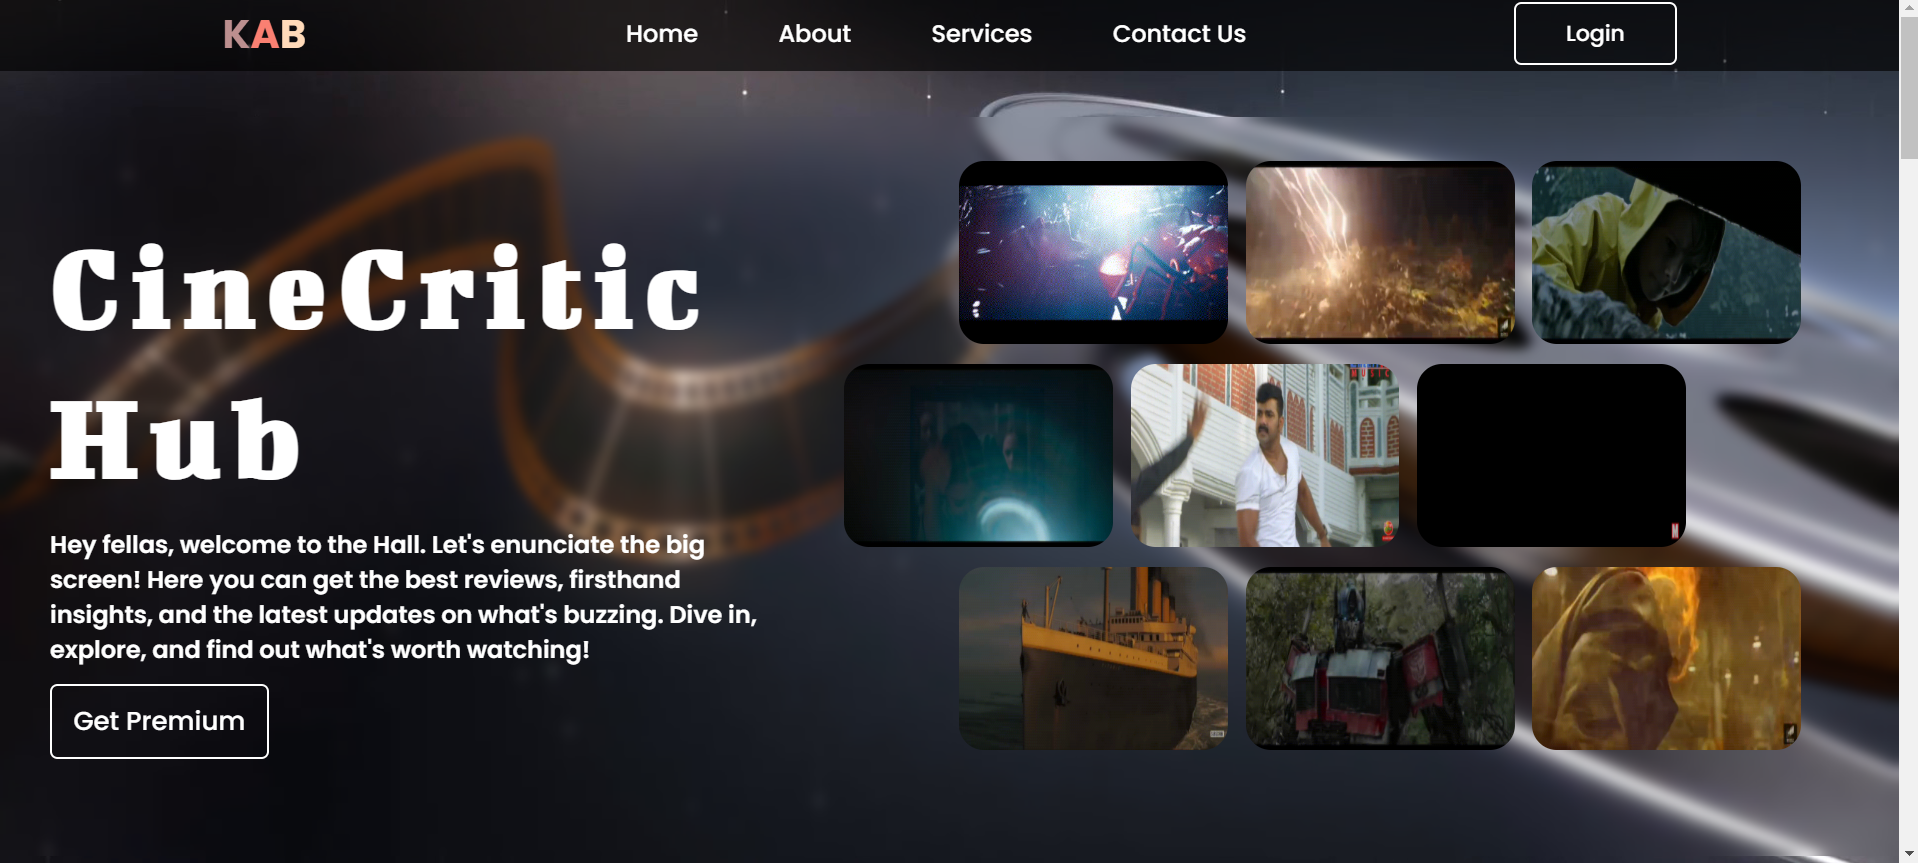 KAB
Home
About
Services
Contact Us
Login
CineCritic
Hub
Hey fellas, welcome to the Hall. Let's enunciate the big
screen! Here you can get the best reviews, firsthand
insights, and the latest updates on what's buzzing. Dive in,
explore, and find out what's worth watching!
Get Premium
MUSIC
N